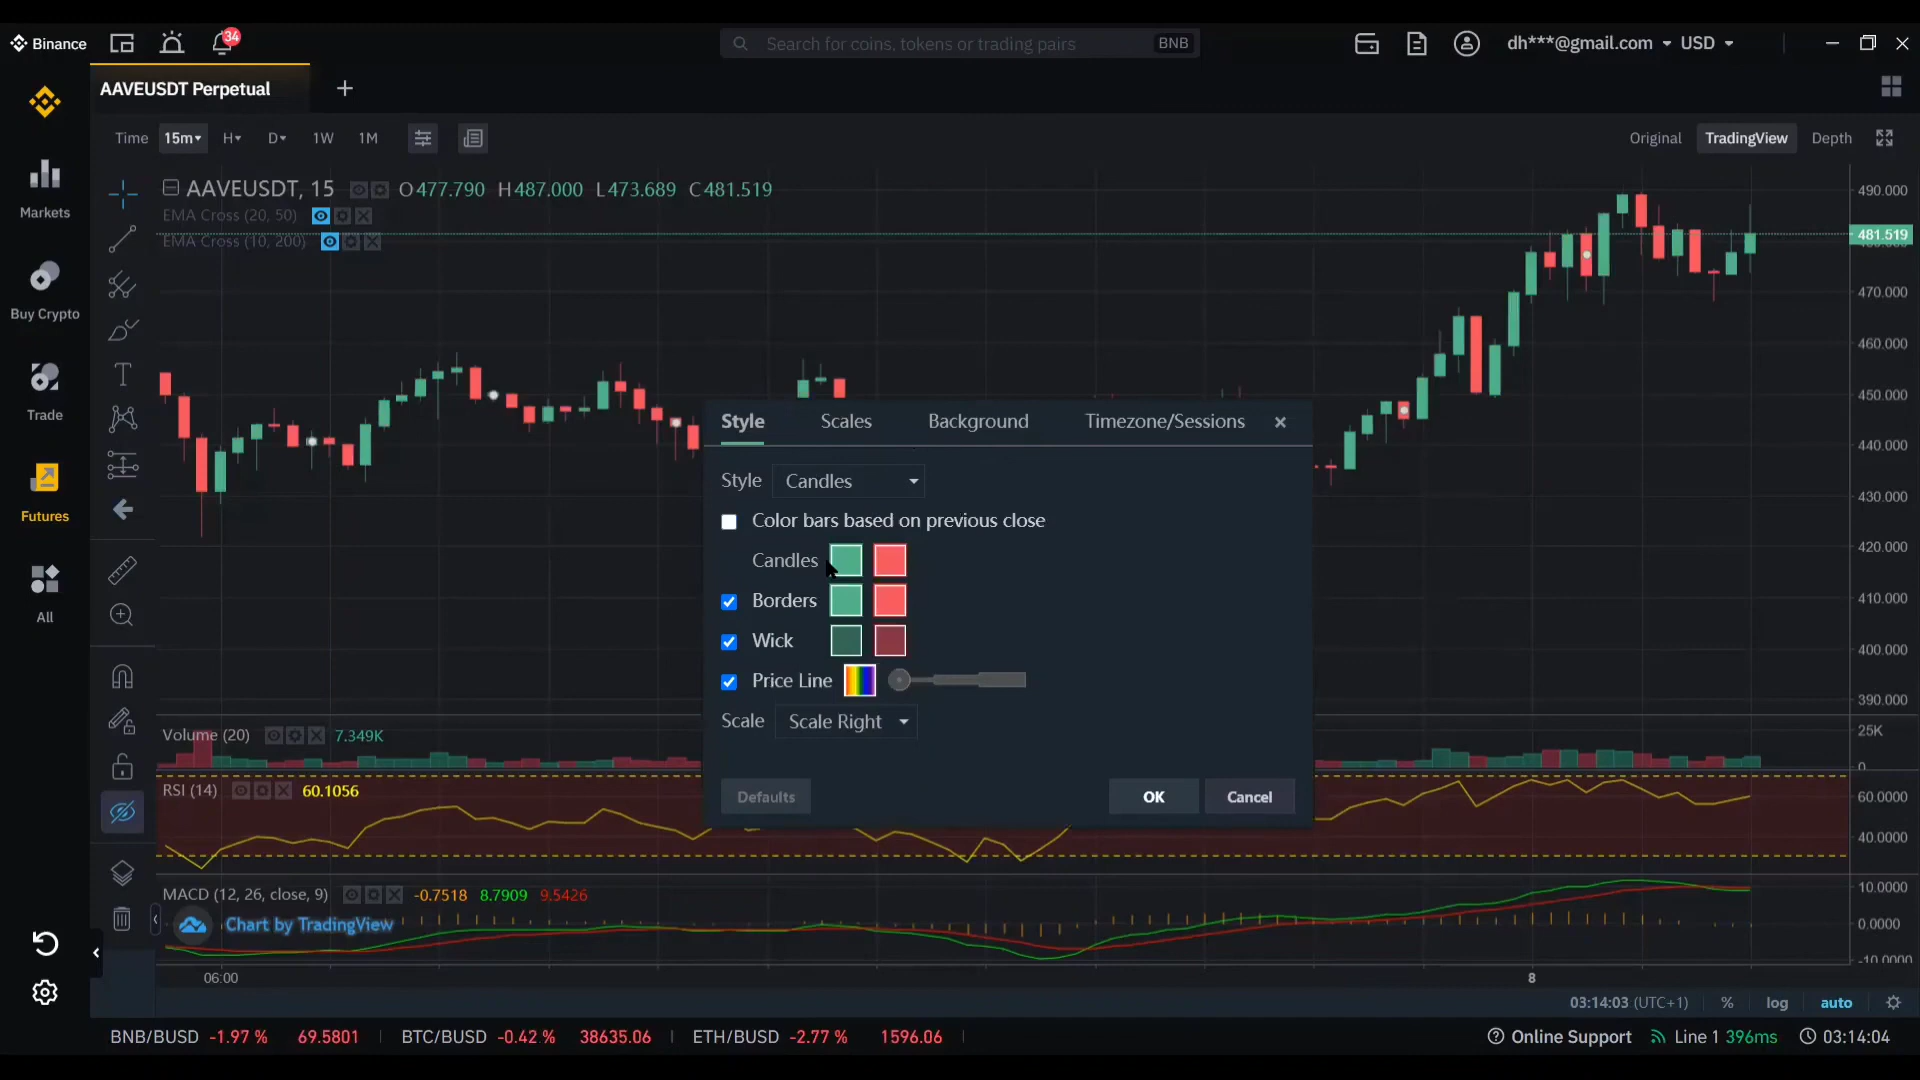 Binance
34
Search for coins, tokens or trading pairs BNB
dh***@gmail.com USD
AAVEUSDT Perpetual +
Time 15m H D 1W 1M
Original TradingView Depth
AAVEUSDT, 15 O477.790 H487.000 L473.689 C481.519
EMA Cross (20, 50)
EMA Cross (10, 200)
Markets
Buy Crypto
Trade
Futures
All
490.000
481.519
470.000
460.000
450.000
440.000
430.000
420.000
410.000
400.000
390.000
Style Scales Background Timezone/Sessions ×
Style Candles
Color bars based on previous close
Candles
Borders
Wick
Price Line
Scale Scale Right
Defaults OK Cancel
Volume (20) 7.349K
25K
0
RSI (14) 60.1056
60.0000
40.0000
MACD (12, 26, close, 9) -0.7518 8.7909 9.5426
Chart by TradingView
10.0000
0.0000
-10.0000
06:00 8
03:14:03 (UTC+1) % log auto
BNB/BUSD -1.97 % 69.5801 BTC/BUSD -0.42 % 38635.06 ETH/BUSD -2.77 % 1596.06
Online Support Line 1 396ms 03:14:04